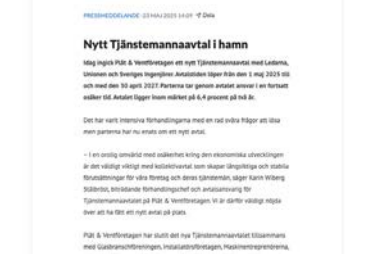 PRESSMEDDELANDE · 23 MAJ 2025 14:09 Dela
Nytt Tjänstemannaavtal i hamn
Idag ingick Plåt & Ventföretagen ett nytt Tjänstemannaavtal med Ledarna,
Unionen och Sveriges Ingenjörer. Avtalstiden löper från den 1 maj 2025 till
och med den 30 april 2027. Parterna tar genom avtalet ansvar i en fortsatt
osäker tid. Avtalet ligger inom märket på 6,4 procent på två år.
Det har varit intensiva förhandlingarna med en rad svåra frågor att lösa
men parterna har nu enats om ett nytt avtal.
– I en orolig omvärld med osäkerhet kring den ekonomiska utvecklingen
är det väldigt viktigt med kollektivavtal som skapar långsiktiga och stabila
förutsättningar för våra företag och deras tjänstemän, säger Karin Wiberg
Stålbröst, biträdande förhandlingschef och avtalsansvarig för
Tjänstemannaavtalet på Plåt & Ventföretagen. Vi är därför väldigt nöjda
över att ha fått ett nytt avtal på plats.
Plåt & Ventföretagen har slutit det nya Tjänstemannaavtalet tillsammans
med Glasbranschföreningen, Installatörsföretagen, Maskinentreprenörerna,